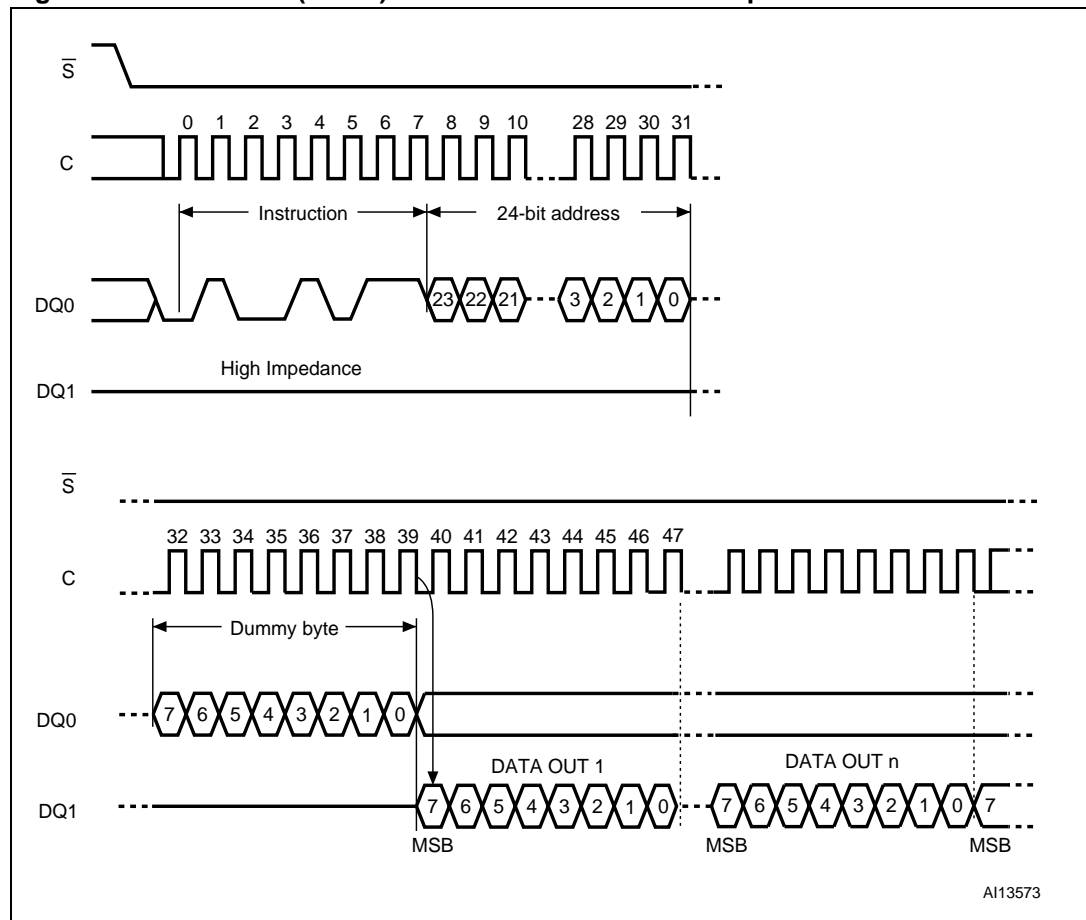 S
0 1 2 3 4 5 6 7 8 9 10 28 29 30 31
C
Instruction 24-bit address
DQ0 23 22 21 3 2 1 0
High Impedance
DQ1
S
32 33 34 35 36 37 38 39 40 41 42 43 44 45 46 47
C
Dummy byte
DQ0 7 6 5 4 3 2 1 0
DATA OUT 1 DATA OUT n
DQ1 7 6 5 4 3 2 1 0 7 6 5 4 3 2 1 0 7
MSB MSB MSB
AI13573